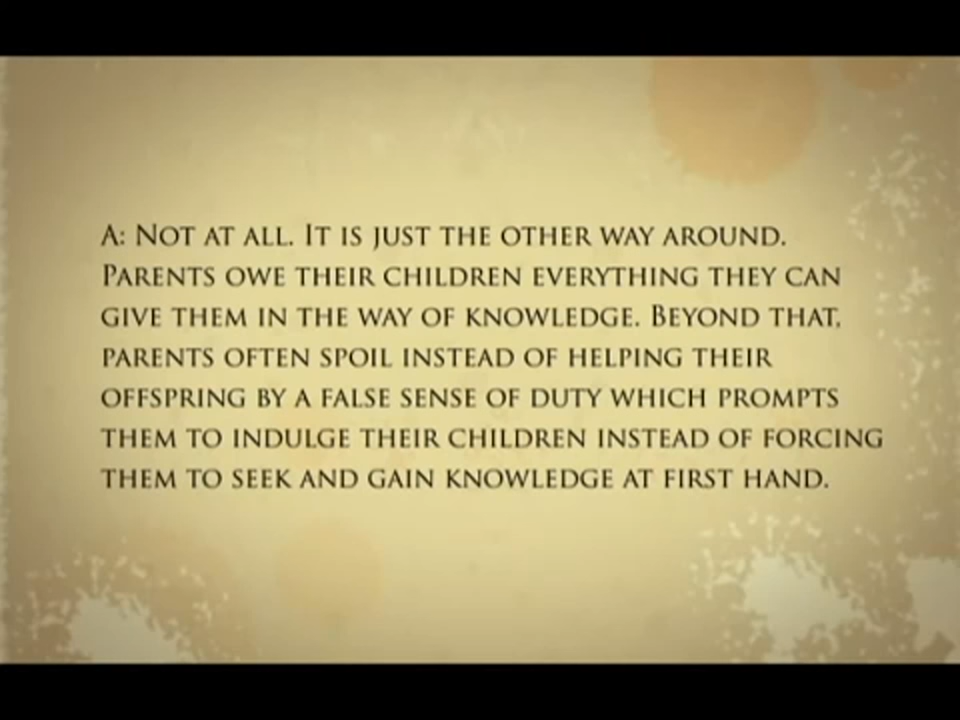 A: Not at all. It is just the other way around.
Parents owe their children everything they can
give them in the way of knowledge. Beyond that,
parents often spoil instead of helping their
offspring by a false sense of duty which prompts
them to indulge their children instead of forcing
them to seek and gain knowledge at first hand.